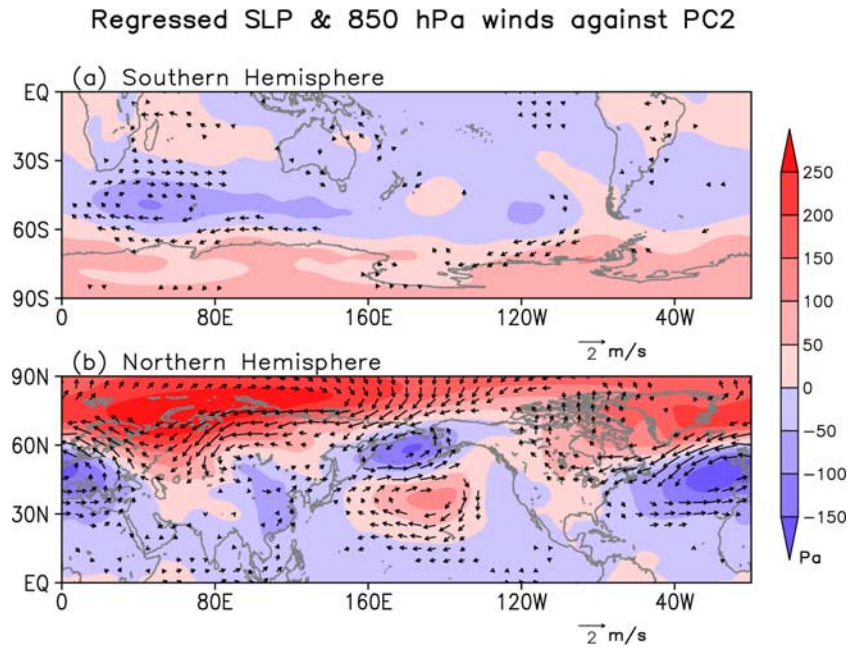 Regressed SLP & 850 hPa winds against PC2
(a) Southern Hemisphere
EQ
30S
60S
90S
0 80E 160E 120W 40W
2 m/s
(b) Northern Hemisphere
90N
60N
30N
EQ
0 80E 160E 120W 40W
2 m/s
250
200
150
100
50
0
-50
-100
-150
Pa